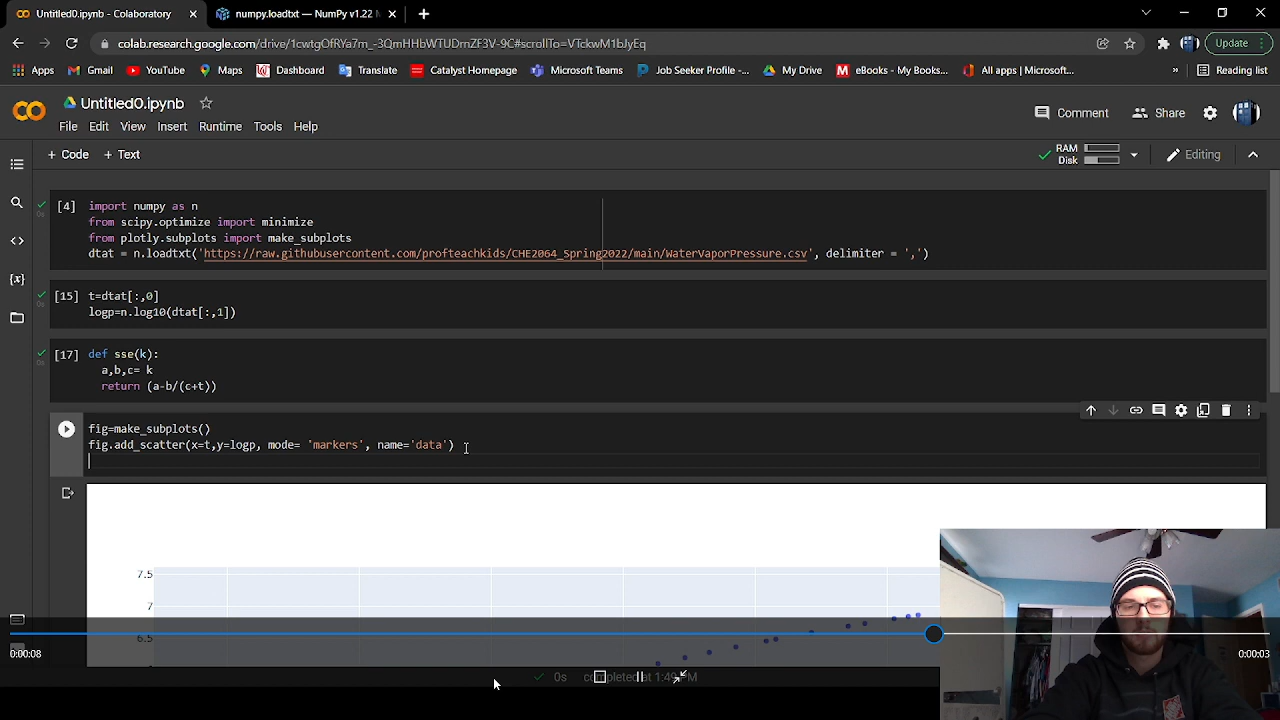 Untitled0.ipynb - Colaboratory
numpy.loadtxt — NumPy v1.22
colab.research.google.com/drive/1cwtgOfRYa7m_-3QmHHbWTUDrnZF3V-9C#scrollTo=VTckwM1bJyEq
Update
Apps Gmail YouTube Maps Dashboard Translate Catalyst Homepage Microsoft Teams Job Seeker Profile -... My Drive eBooks - My Books... All apps | Microsoft... » Reading list
Untitled0.ipynb
File Edit View Insert Runtime Tools Help
Comment Share
+ Code + Text
RAM
Disk
Editing
[4] import numpy as n
from scipy.optimize import minimize
from plotly.subplots import make_subplots
dtat = n.loadtxt('https://raw.githubusercontent.com/profteachkids/CHE2064_Spring2022/main/WaterVaporPressure.csv', delimiter = ',')
[15] t=dtat[:,0]
logp=n.log10(dtat[:,1])
[17] def sse(k):
a,b,c= k
return (a-b/(c+t))
fig=make_subplots()
fig.add_scatter(x=t,y=logp, mode= 'markers', name='data')
7.5
7
6.5
0:00:08
0:00:03
0s completed at 1:49 PM